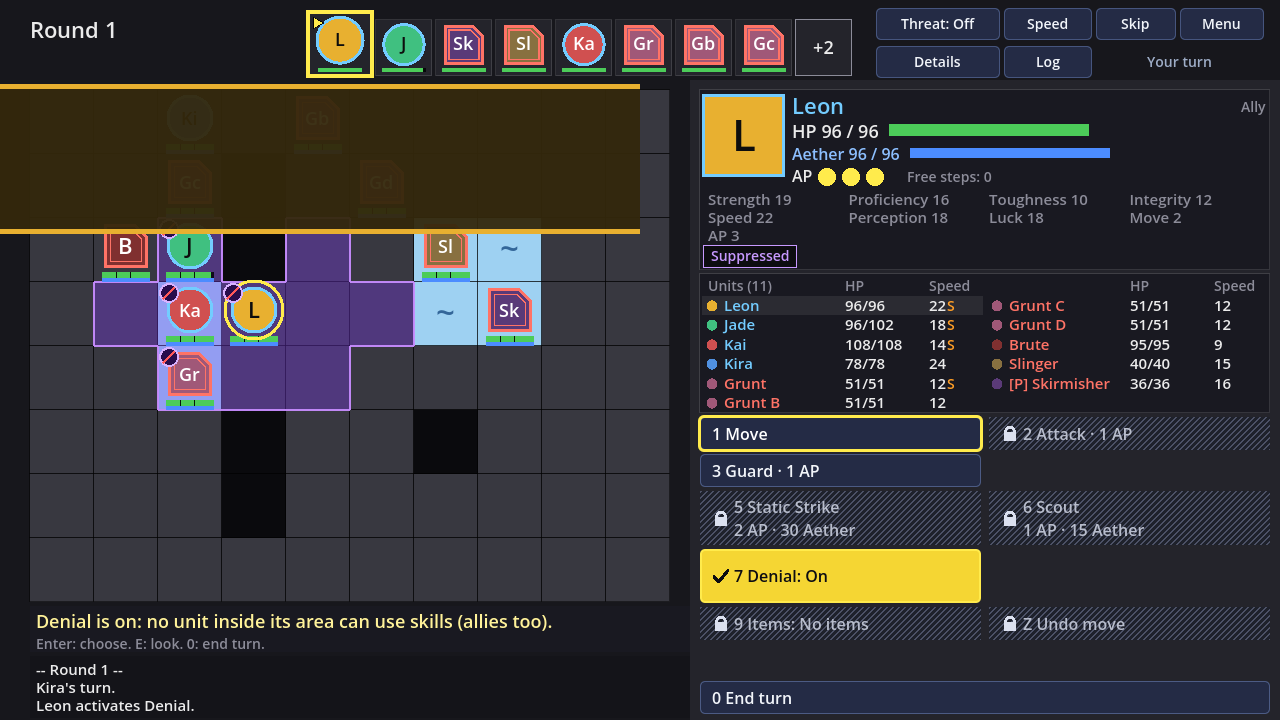 Round 1
L
J
Sk
Sl
Ka
Gr
Gb
Gc
+2
Threat: Off
Speed
Skip
Menu
Details
Log
Your turn
Ki
Gb
Gc
Gd
B
J
Sl
~
Ka
L
~
Sk
Gr
L
Leon
Ally
HP 96 / 96
Aether 96 / 96
AP
Free steps: 0
Strength 19
Proficiency 16
Toughness 10
Integrity 12
Speed 22
Perception 18
Luck 18
Move 2
AP 3
Suppressed
Units (11)
HP
Speed
HP
Speed
Leon
96/96
22S
Grunt C
51/51
12
Jade
96/102
18S
Grunt D
51/51
12
Kai
108/108
14S
Brute
95/95
9
Kira
78/78
24
Slinger
40/40
15
Grunt
51/51
12S
[P] Skirmisher
36/36
16
Grunt B
51/51
12
1 Move
2 Attack · 1 AP
3 Guard · 1 AP
5 Static Strike
2 AP · 30 Aether
6 Scout
1 AP · 15 Aether
7 Denial: On
9 Items: No items
Z Undo move
0 End turn
Denial is on: no unit inside its area can use skills (allies too).
Enter: choose. E: look. 0: end turn.
-- Round 1 --
Kira's turn.
Leon activates Denial.